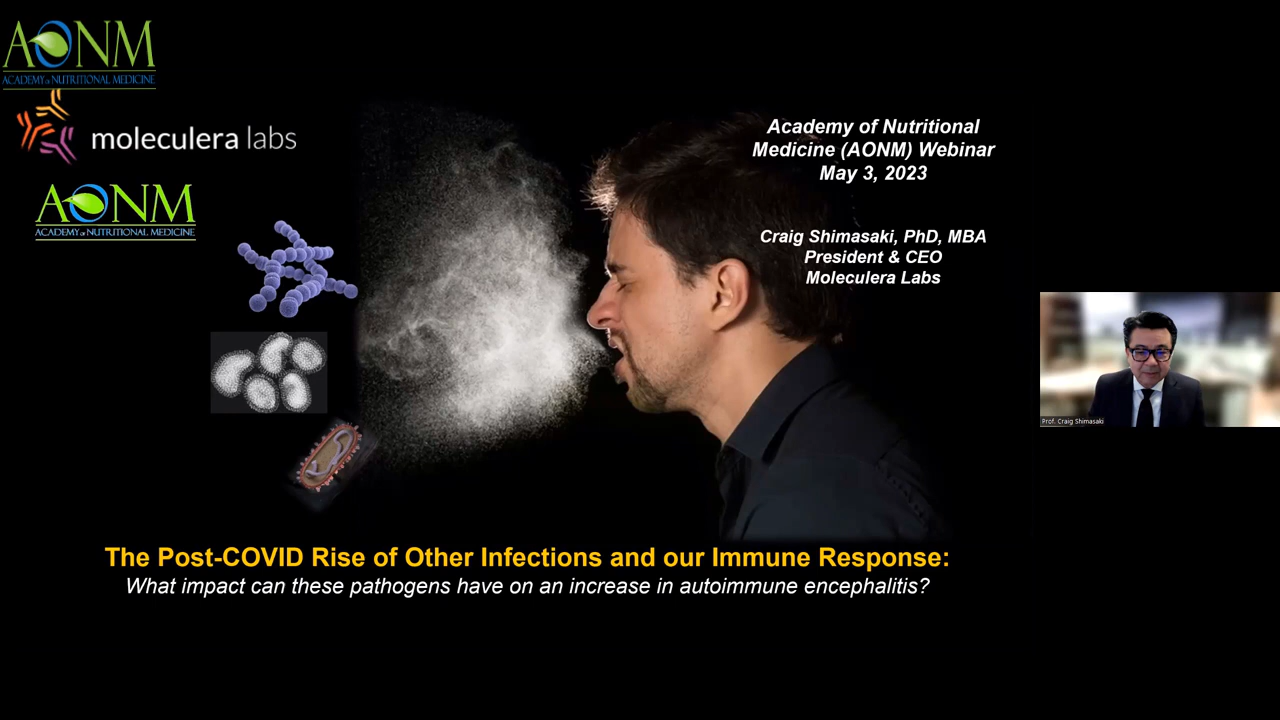 AONM
ACADEMY OF NUTRITIONAL MEDICINE
moleculera labs
AONM
ACADEMY OF NUTRITIONAL MEDICINE
Academy of Nutritional
Medicine (AONM) Webinar
May 3, 2023
Craig Shimasaki, PhD, MBA
President & CEO
Moleculera Labs
Prof. Craig Shimasaki
The Post-COVID Rise of Other Infections and our Immune Response:
What impact can these pathogens have on an increase in autoimmune encephalitis?